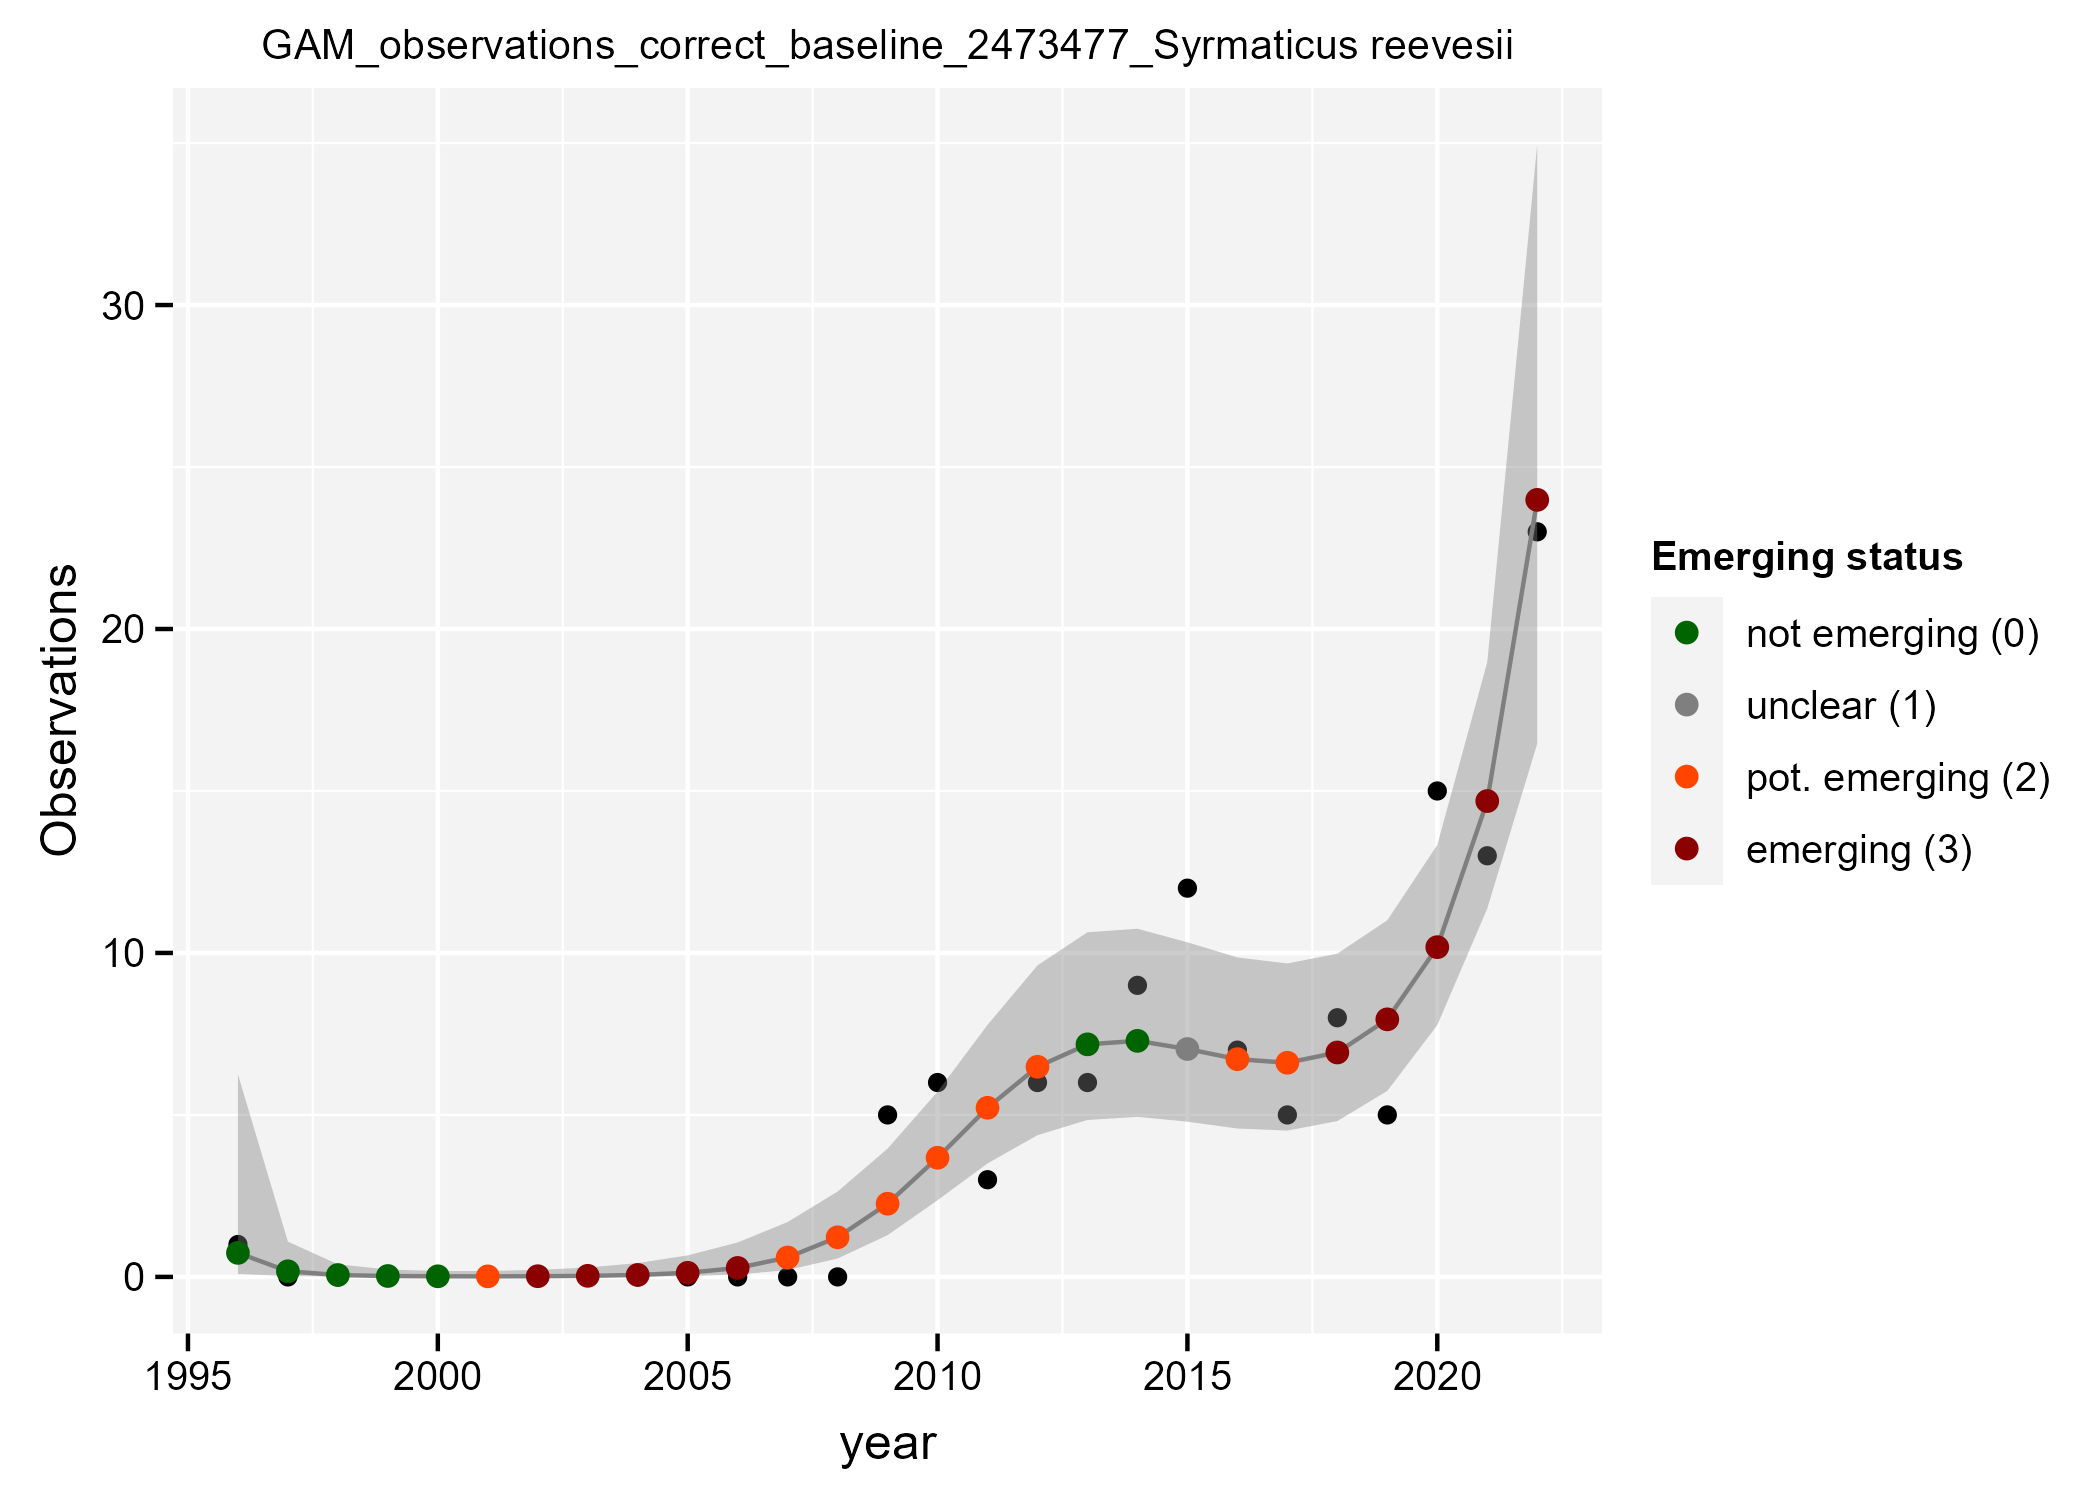 GAM_observations_correct_baseline_2473477_Syrmaticus reevesii
Observations
30
20
10
0
1995
2000
2005
2010
2015
2020
year
Emerging status
not emerging (0)
unclear (1)
pot. emerging (2)
emerging (3)